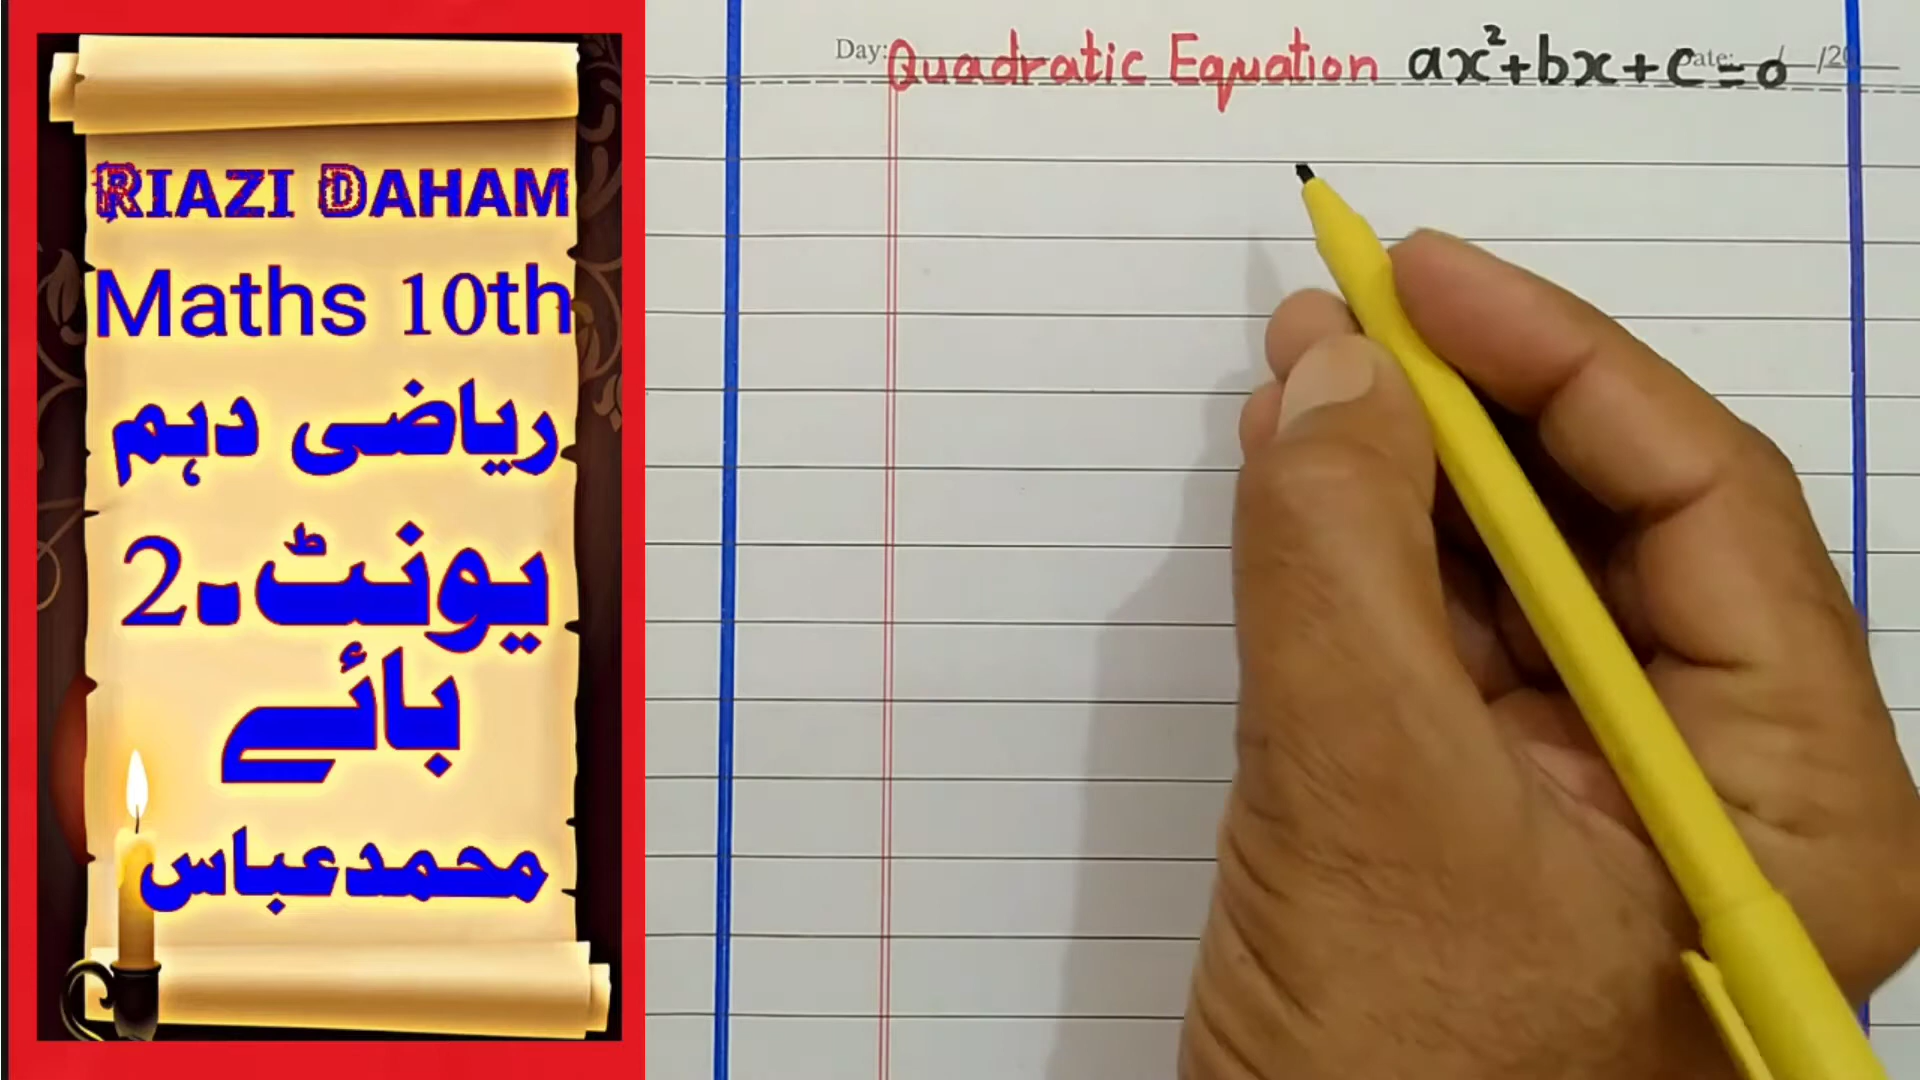 RIAZI DAHAM
Maths 10th
ریاضی دہم
یونٹ.2
بائے
محمدعباس
Day: Quadratic Equation ax²+bx+c=0
Date: / /20